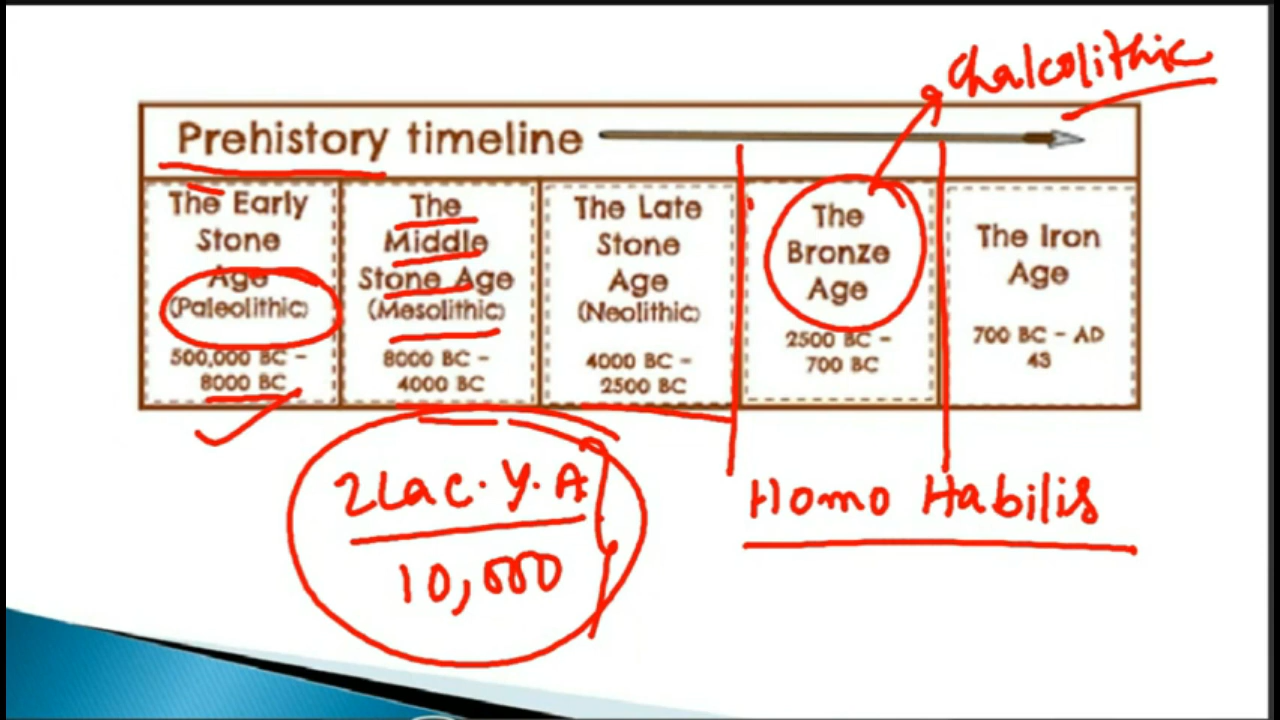 Chalcolithic
Prehistory timeline
The Early
Stone
Age
(Paleolithic)
500,000 BC –
8000 BC
The
Middle
Stone Age
(Mesolithic)
8000 BC –
4000 BC
The Late
Stone
Age
(Neolithic)
4000 BC –
2500 BC
The
Bronze
Age
2500 BC –
700 BC
The Iron
Age
700 BC – AD
43
2Lac. Y. A
10,000
Homo Habilis